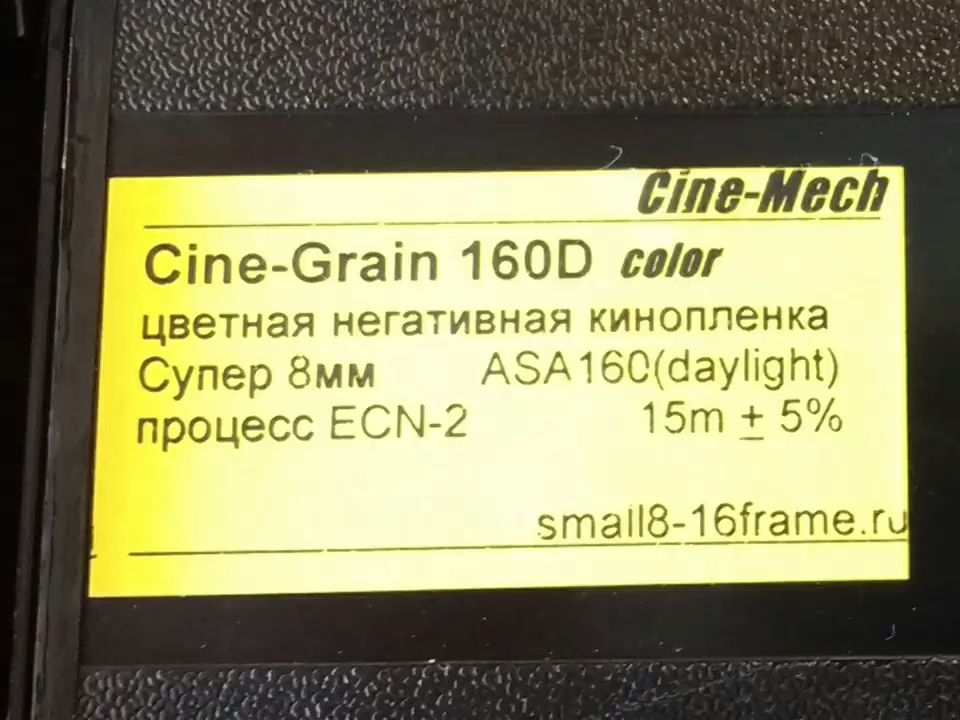 Cine-Mech
Cine-Grain 160D color
цветная негативная кинопленка
Супер 8мм ASA160(daylight)
процесс ECN-2 15m ± 5%
small8-16frame.ru